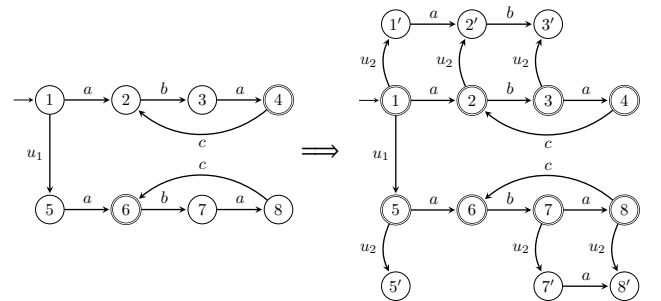 1′ a 2′ b 3′
u₂ u₂ u₂
1 a 2 b 3 a 4
1 a 2 b 3 a 4
c
c
u₁
u₁
⟹
c
c
5 a 6 b 7 a 8
5 a 6 b 7 a 8
u₂ u₂ u₂
5′ 7′ a 8′